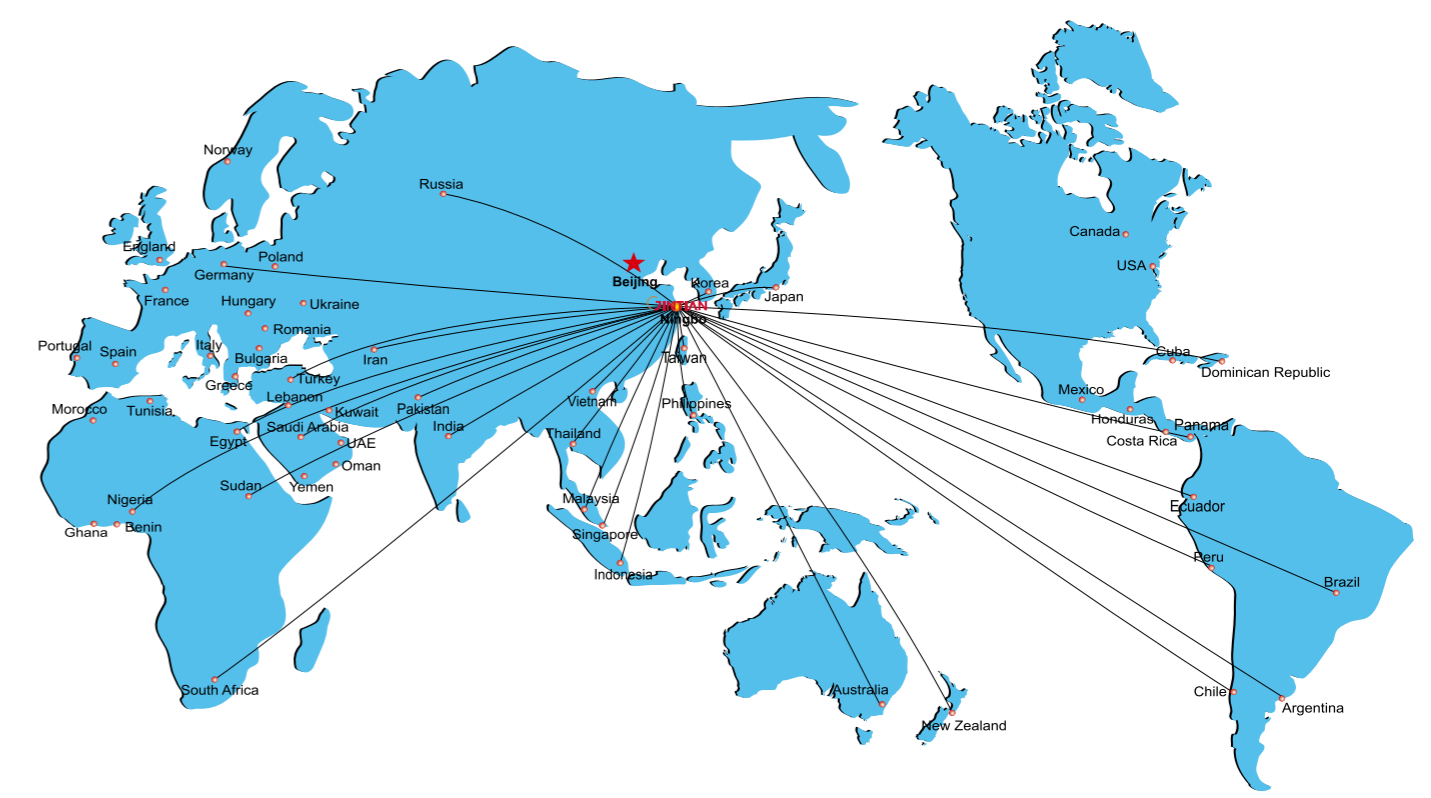 Norway
Russia
England
Canada
Poland
USA
Germany
Beijing
Korea
Japan
France
Hungary
Ukraine
JINTIAN
Ningbo
Romania
Portugal
Spain
Italy
Bulgaria
Iran
Taiwan
Cuba
Dominican Republic
Greece
Turkey
Mexico
Lebanon
Vietnam
Philippines
Morocco
Tunisia
Kuwait
Pakistan
Honduras
Panama
Egypt
Saudi Arabia
India
Thailand
Costa Rica
UAE
Oman
Sudan
Yemen
Nigeria
Malaysia
Ecuador
Ghana
Benin
Singapore
Peru
Indonesia
Brazil
South Africa
Australia
Chile
Argentina
New Zealand